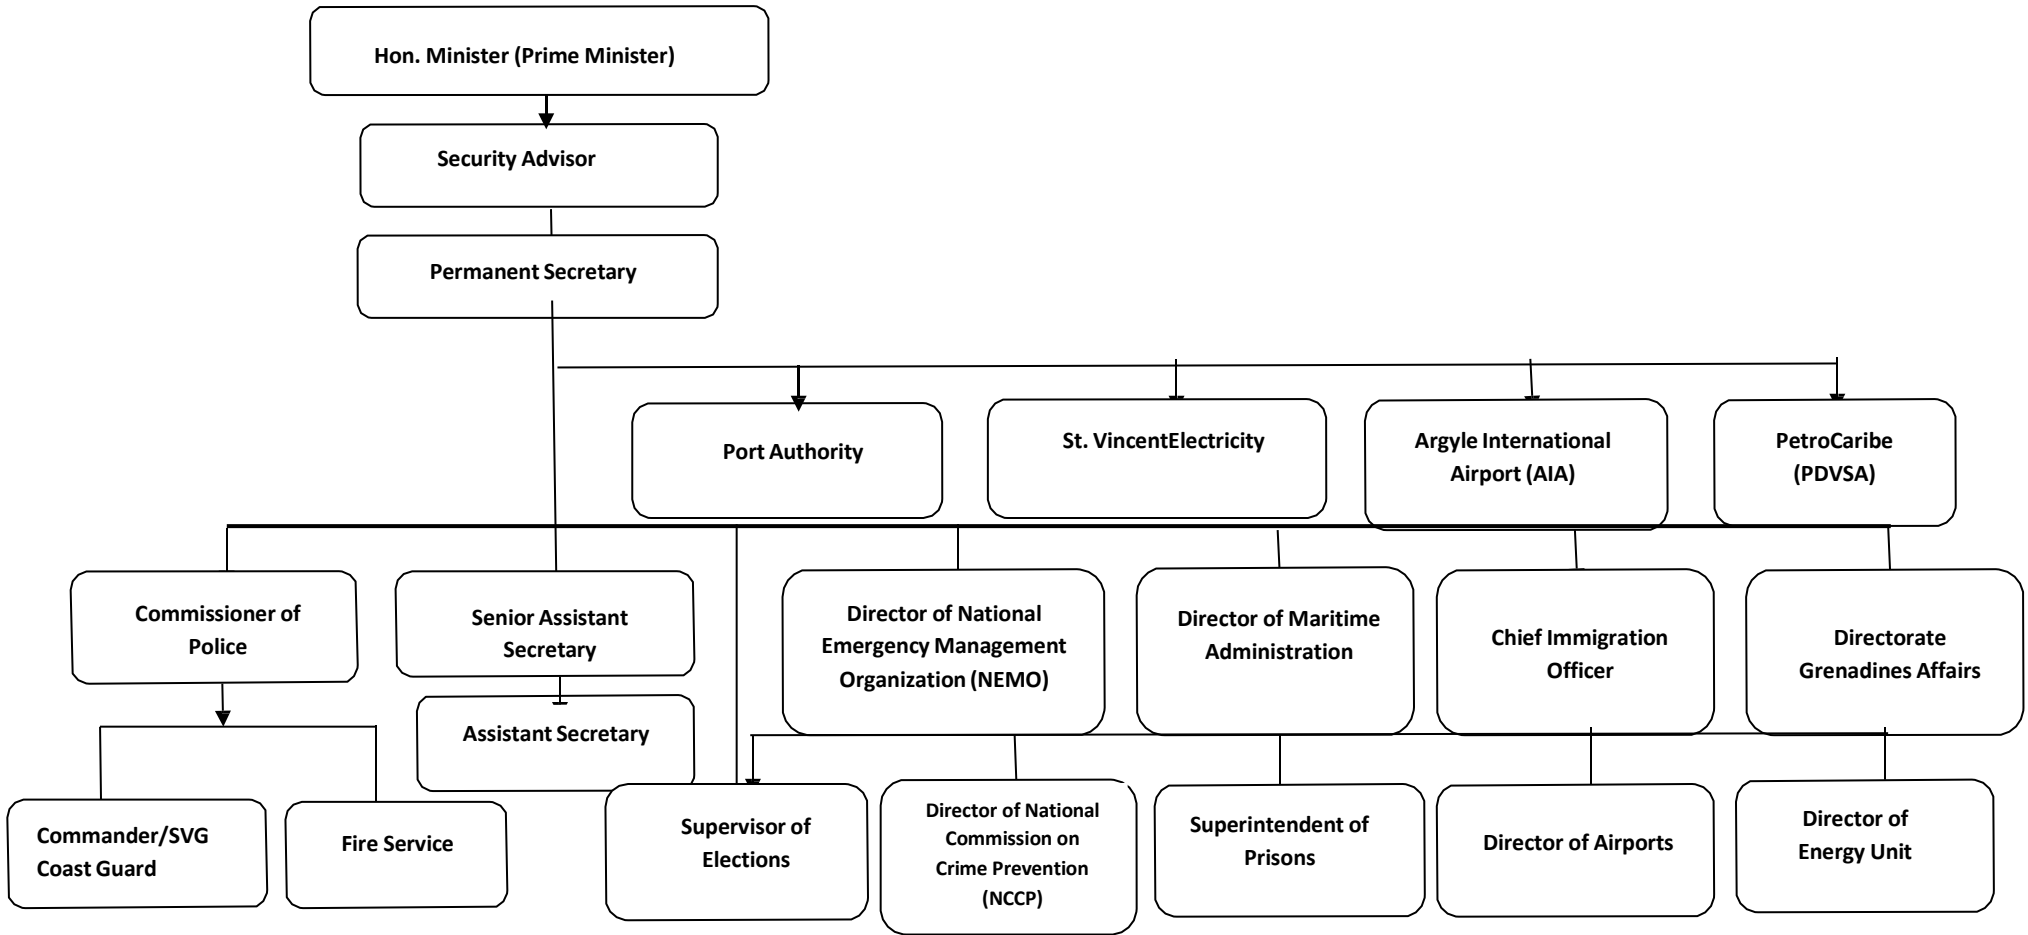 Hon. Minister (Prime Minister)
Security Advisor
Permanent Secretary
Port Authority
St. VincentElectricity
Argyle International
Airport (AIA)
PetroCaribe
(PDVSA)
Commissioner of
Police
Senior Assistant
Secretary
Director of National
Emergency Management
Organization (NEMO)
Director of Maritime
Administration
Chief Immigration
Officer
Directorate
Grenadines Affairs
Assistant Secretary
Commander/SVG
Coast Guard
Fire Service
Supervisor of
Elections
Director of National
Commission on
Crime Prevention
(NCCP)
Superintendent of
Prisons
Director of Airports
Director of
Energy Unit